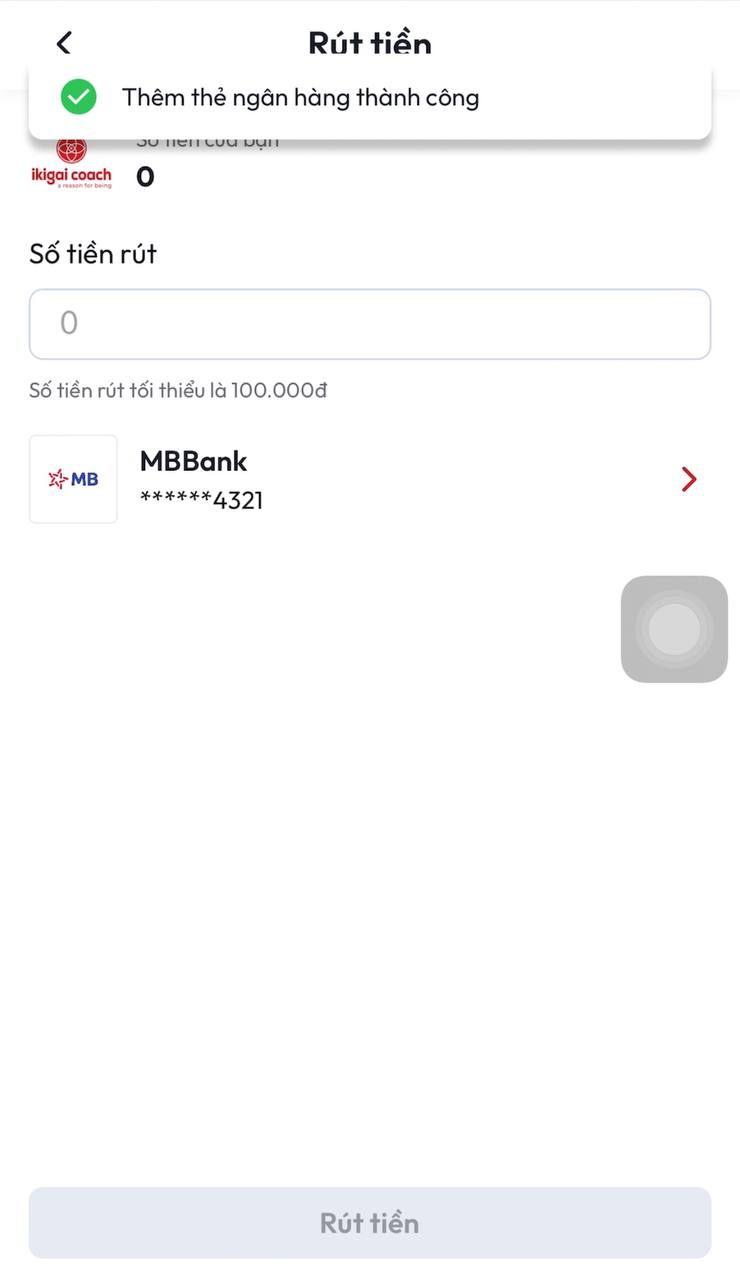 Rút tiền
Thêm thẻ ngân hàng thành công
Số tiền của bạn
ikigai coach
a reason for being
0
Số tiền rút
0
Số tiền rút tối thiểu là 100.000đ
MB
MBBank
******4321
Rút tiền